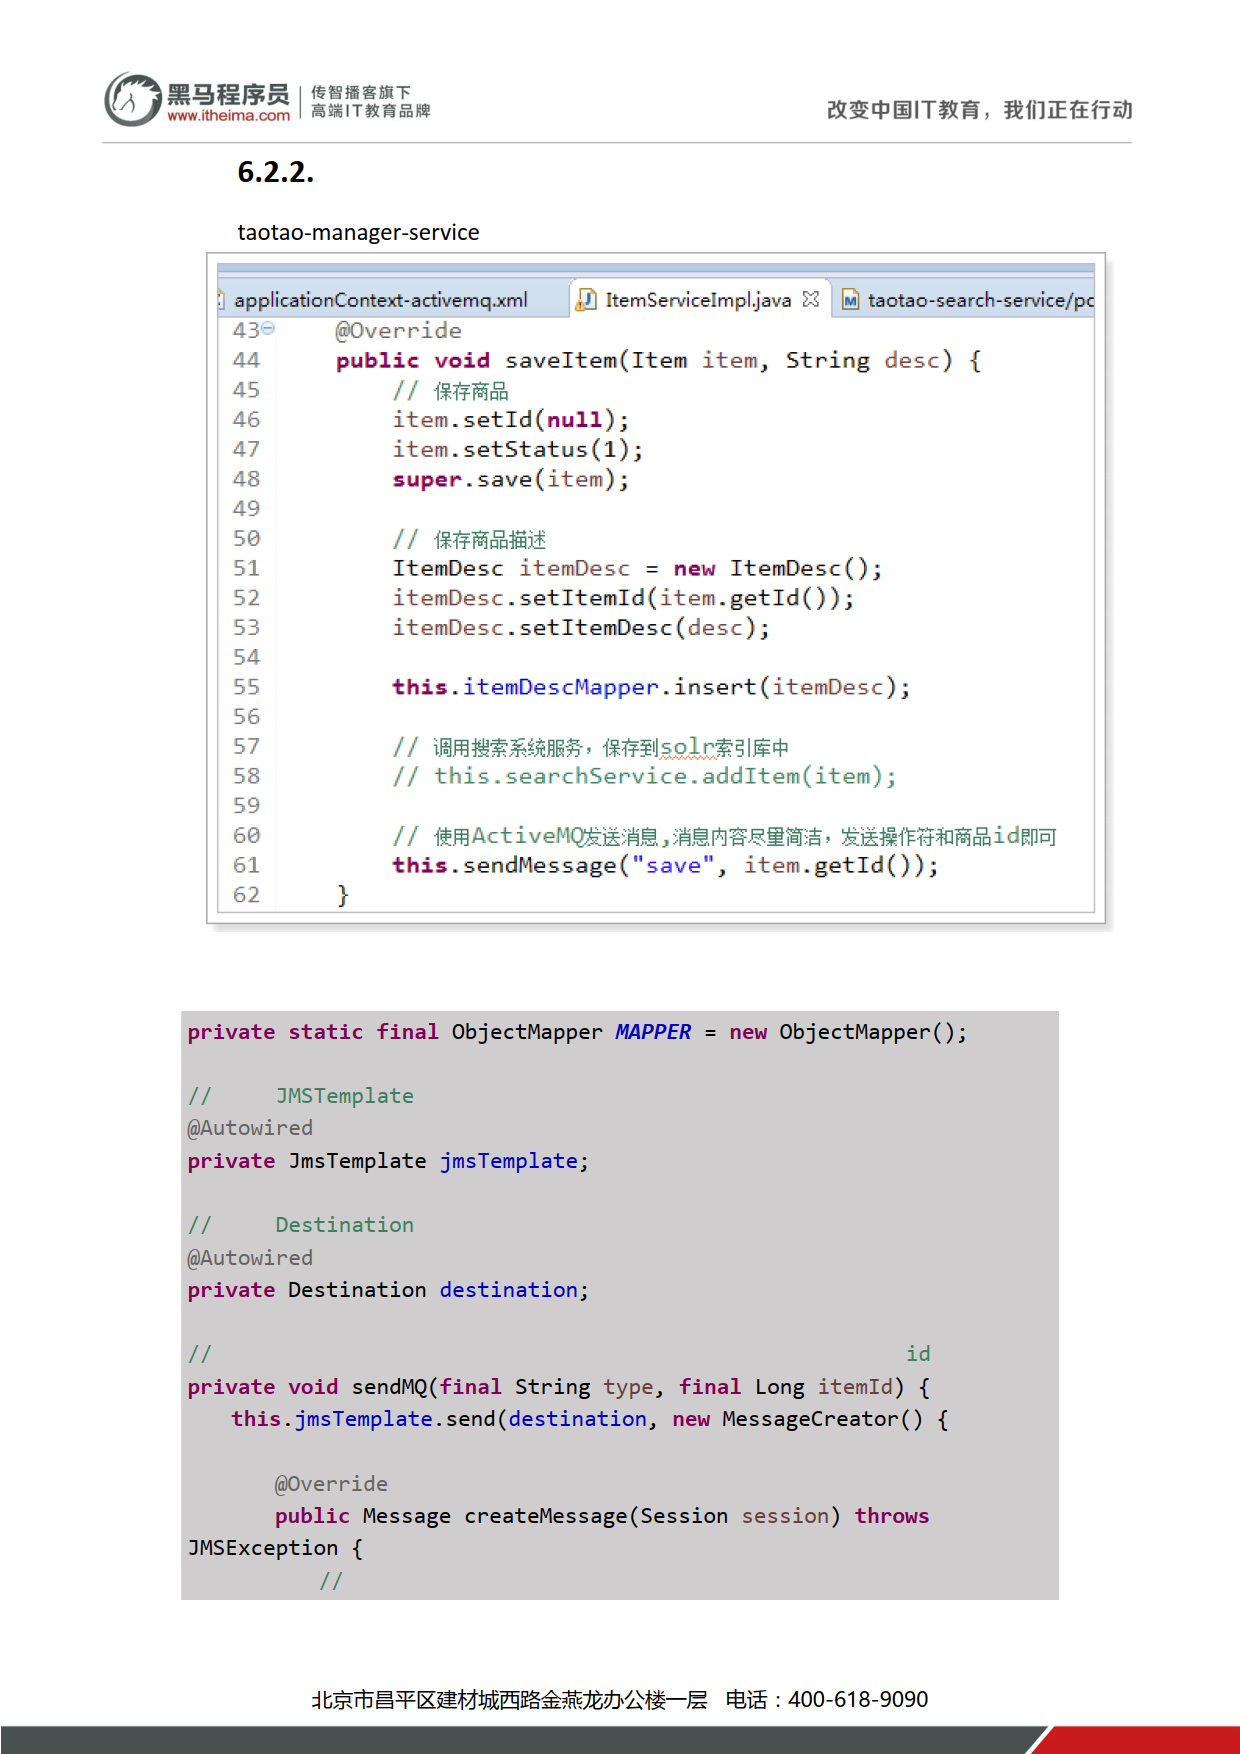 黑马程序员
www.itheima.com
传智播客旗下
高端IT教育品牌
改变中国IT教育，我们正在行动
6.2.2.
taotao-manager-service
applicationContext-activemq.xml ItemServiceImpl.java taotao-search-service/pc
43 @Override
44 public void saveItem(Item item, String desc) {
45 // 保存商品
46 item.setId(null);
47 item.setStatus(1);
48 super.save(item);
49
50 // 保存商品描述
51 ItemDesc itemDesc = new ItemDesc();
52 itemDesc.setItemId(item.getId());
53 itemDesc.setItemDesc(desc);
54
55 this.itemDescMapper.insert(itemDesc);
56
57 // 调用搜索系统服务，保存到solr索引库中
58 // this.searchService.addItem(item);
59
60 // 使用ActiveMQ发送消息,消息内容尽量简洁，发送操作符和商品id即可
61 this.sendMessage("save", item.getId());
62 }
private static final ObjectMapper MAPPER = new ObjectMapper();
// JMSTemplate
@Autowired
private JmsTemplate jmsTemplate;
// Destination
@Autowired
private Destination destination;
// id
private void sendMQ(final String type, final Long itemId) {
this.jmsTemplate.send(destination, new MessageCreator() {
@Override
public Message createMessage(Session session) throws
JMSException {
//
北京市昌平区建材城西路金燕龙办公楼一层 电话：400-618-9090